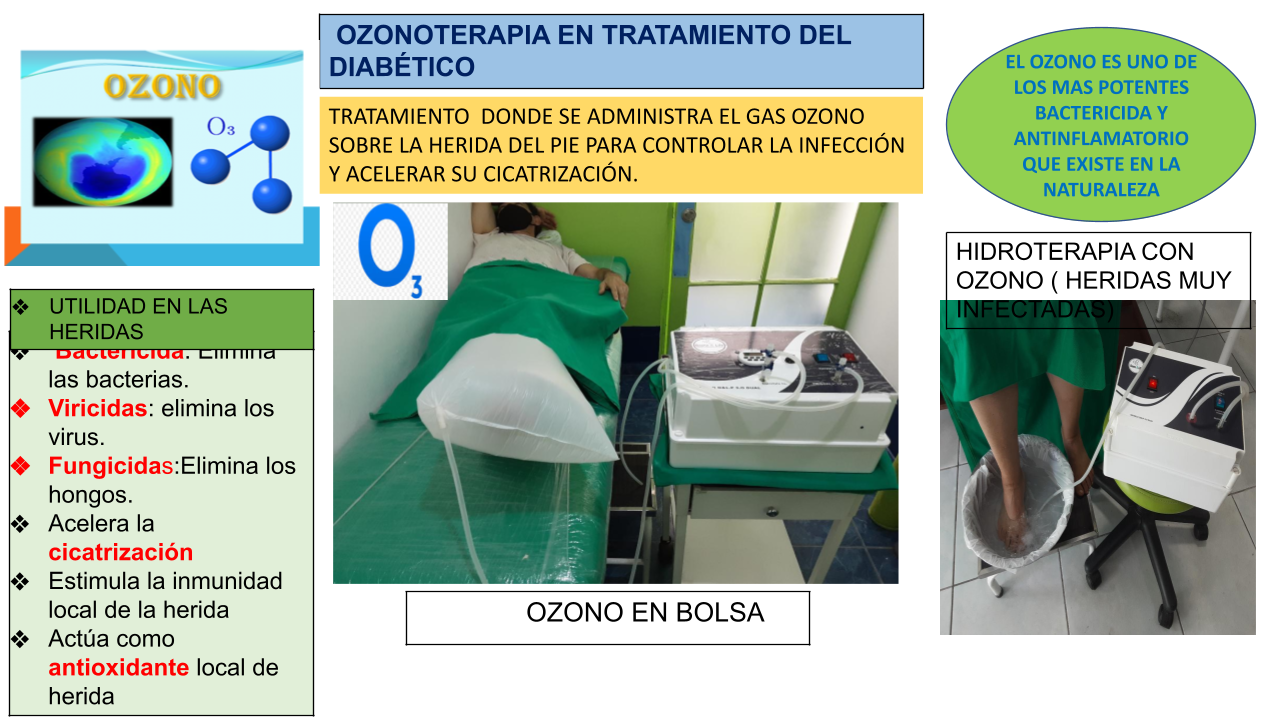 OZONOTERAPIA EN TRATAMIENTO DEL
DIABÉTICO
TRATAMIENTO DONDE SE ADMINISTRA EL GAS OZONO
SOBRE LA HERIDA DEL PIE PARA CONTROLAR LA INFECCIÓN
Y ACELERAR SU CICATRIZACIÓN.
EL OZONO ES UNO DE
LOS MAS POTENTES
BACTERICIDA Y
ANTINFLAMATORIO
QUE EXISTE EN LA
NATURALEZA
OZONO
O₃
❖ UTILIDAD EN LAS
HERIDAS
❖ Bactericida: Elimina
las bacterias.
❖ Viricidas: elimina los
virus.
❖ Fungicidas:Elimina los
hongos.
❖ Acelera la
cicatrización
❖ Estimula la inmunidad
local de la herida
❖ Actúa como
antioxidante local de
herida
O₃
OZONO EN BOLSA
HIDROTERAPIA CON
OZONO ( HERIDAS MUY
INFECTADAS)